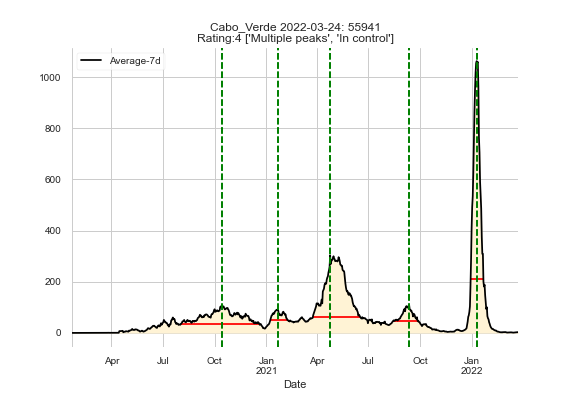 Cabo_Verde 2022-03-24: 55941
Rating:4 ['Multiple peaks', 'In control']
Average-7d
1000
800
600
400
200
0
Apr Jul Oct Jan Apr Jul Oct Jan
2021 2022
Date